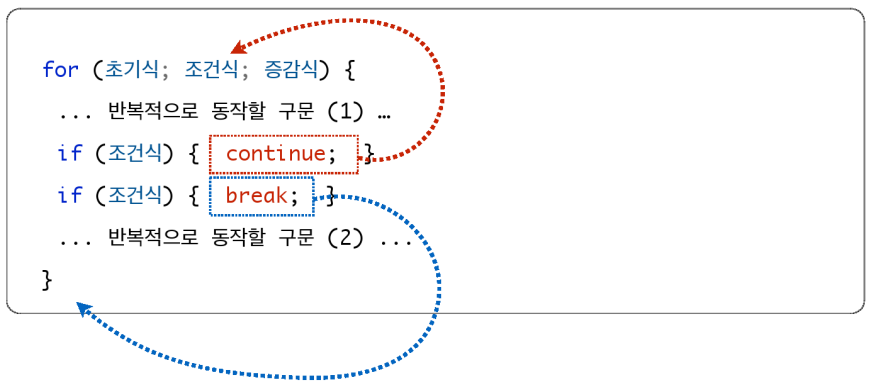 for (초기식; 조건식; 증감식) {
... 반복적으로 동작할 구문 (1) …
if (조건식) { continue; }
if (조건식) { break; }
... 반복적으로 동작할 구문 (2) ...
}